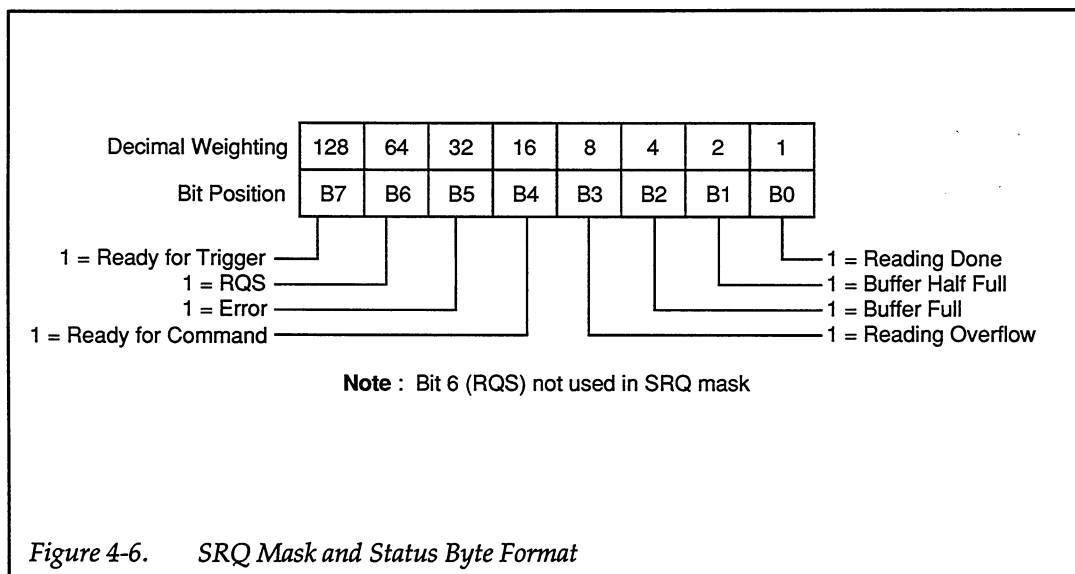 Decimal Weighting 128 64 32 16 8 4 2 1
Bit Position B7 B6 B5 B4 B3 B2 B1 B0
1 = Ready for Trigger
1 = RQS
1 = Error
1 = Ready for Command
1 = Reading Done
1 = Buffer Half Full
1 = Buffer Full
1 = Reading Overflow
Note : Bit 6 (RQS) not used in SRQ mask
Figure 4-6. SRQ Mask and Status Byte Format